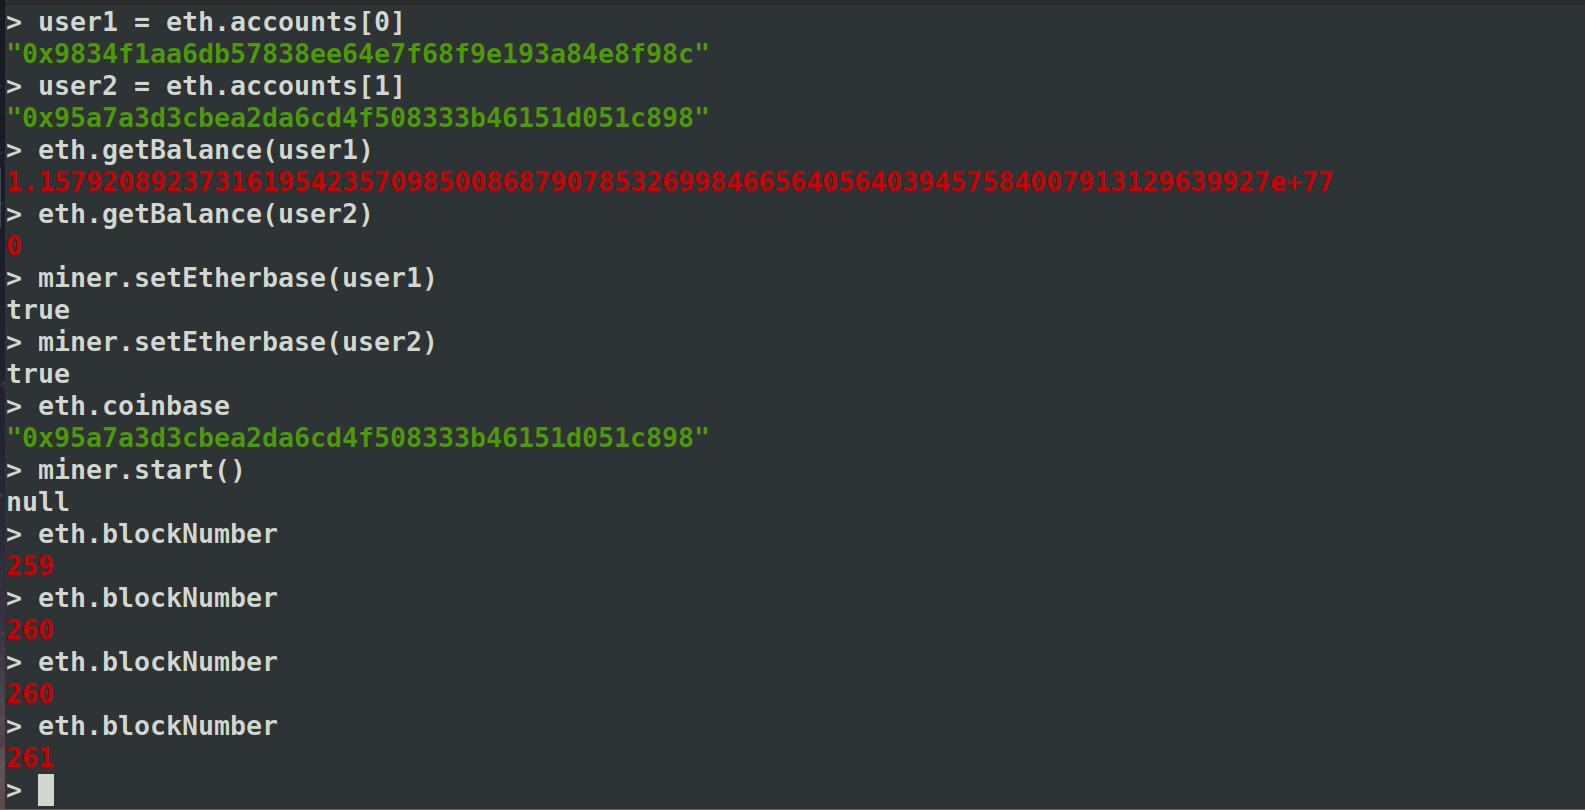 > user1 = eth.accounts[0]
"0x9834f1aa6db57838ee64e7f68f9e193a84e8f98c"
> user2 = eth.accounts[1]
"0x95a7a3d3cbea2da6cd4f508333b46151d051c898"
> eth.getBalance(user1)
1.15792089237316195423570985008687907853269984665640564039457584007913129639927e+77
> eth.getBalance(user2)
0
> miner.setEtherbase(user1)
true
> miner.setEtherbase(user2)
true
> eth.coinbase
"0x95a7a3d3cbea2da6cd4f508333b46151d051c898"
> miner.start()
null
> eth.blockNumber
259
> eth.blockNumber
260
> eth.blockNumber
260
> eth.blockNumber
261
>